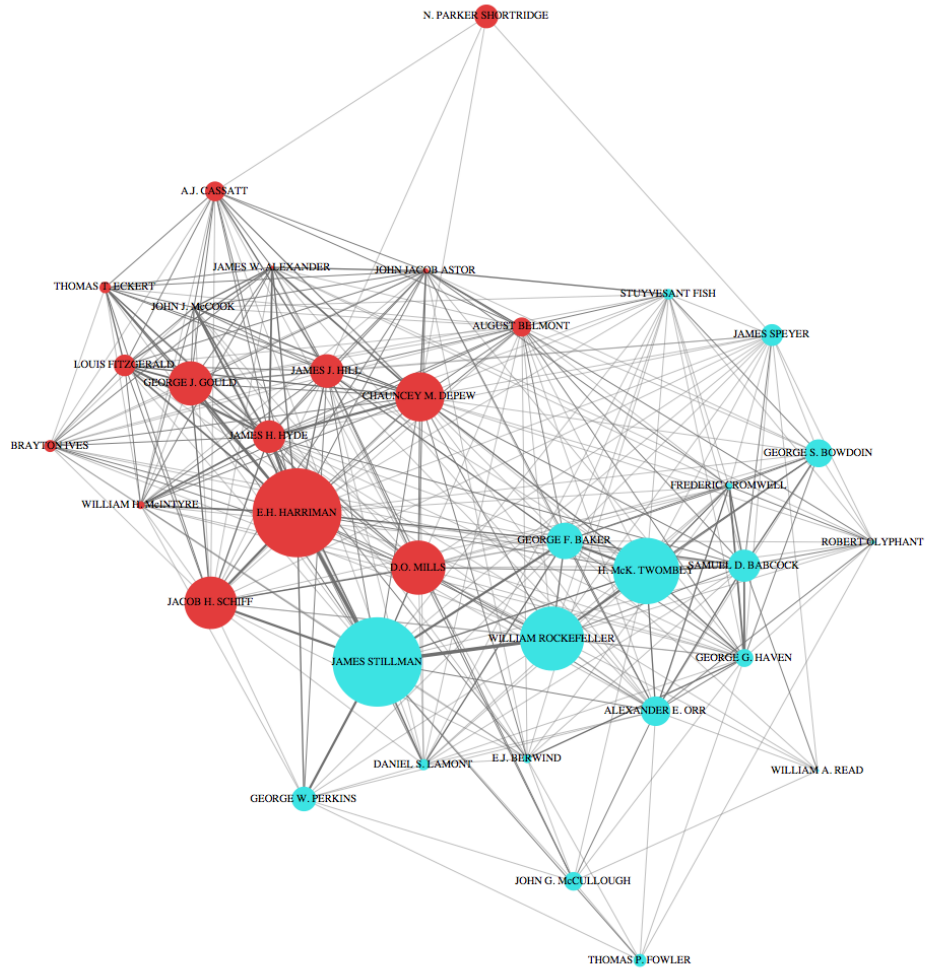 N. PARKER SHORTRIDGE
A.J. CASSATT
JAMES W. ALEXANDER
JOHN JACOB ASTOR
THOMAS T. ECKERT
STUYVESANT FISH
JOHN J. McCOOK
AUGUST BELMONT
JAMES SPEYER
LOUIS FITZGERALD
JAMES J. HILL
GEORGE J. GOULD
CHAUNCEY M. DEPEW
JAMES H. HYDE
BRAYTON IVES
GEORGE S. BOWDOIN
FREDERIC CROMWELL
WILLIAM H. McINTYRE
E.H. HARRIMAN
GEORGE F. BAKER
ROBERT OLYPHANT
D.O. MILLS
H. McK. TWOMBLY
SAMUEL D. BABCOCK
JACOB H. SCHIFF
WILLIAM ROCKEFELLER
JAMES STILLMAN
GEORGE G. HAVEN
ALEXANDER E. ORR
DANIEL S. LAMONT
E.J. BERWIND
WILLIAM A. READ
GEORGE W. PERKINS
JOHN G. McCULLOUGH
THOMAS P. FOWLER